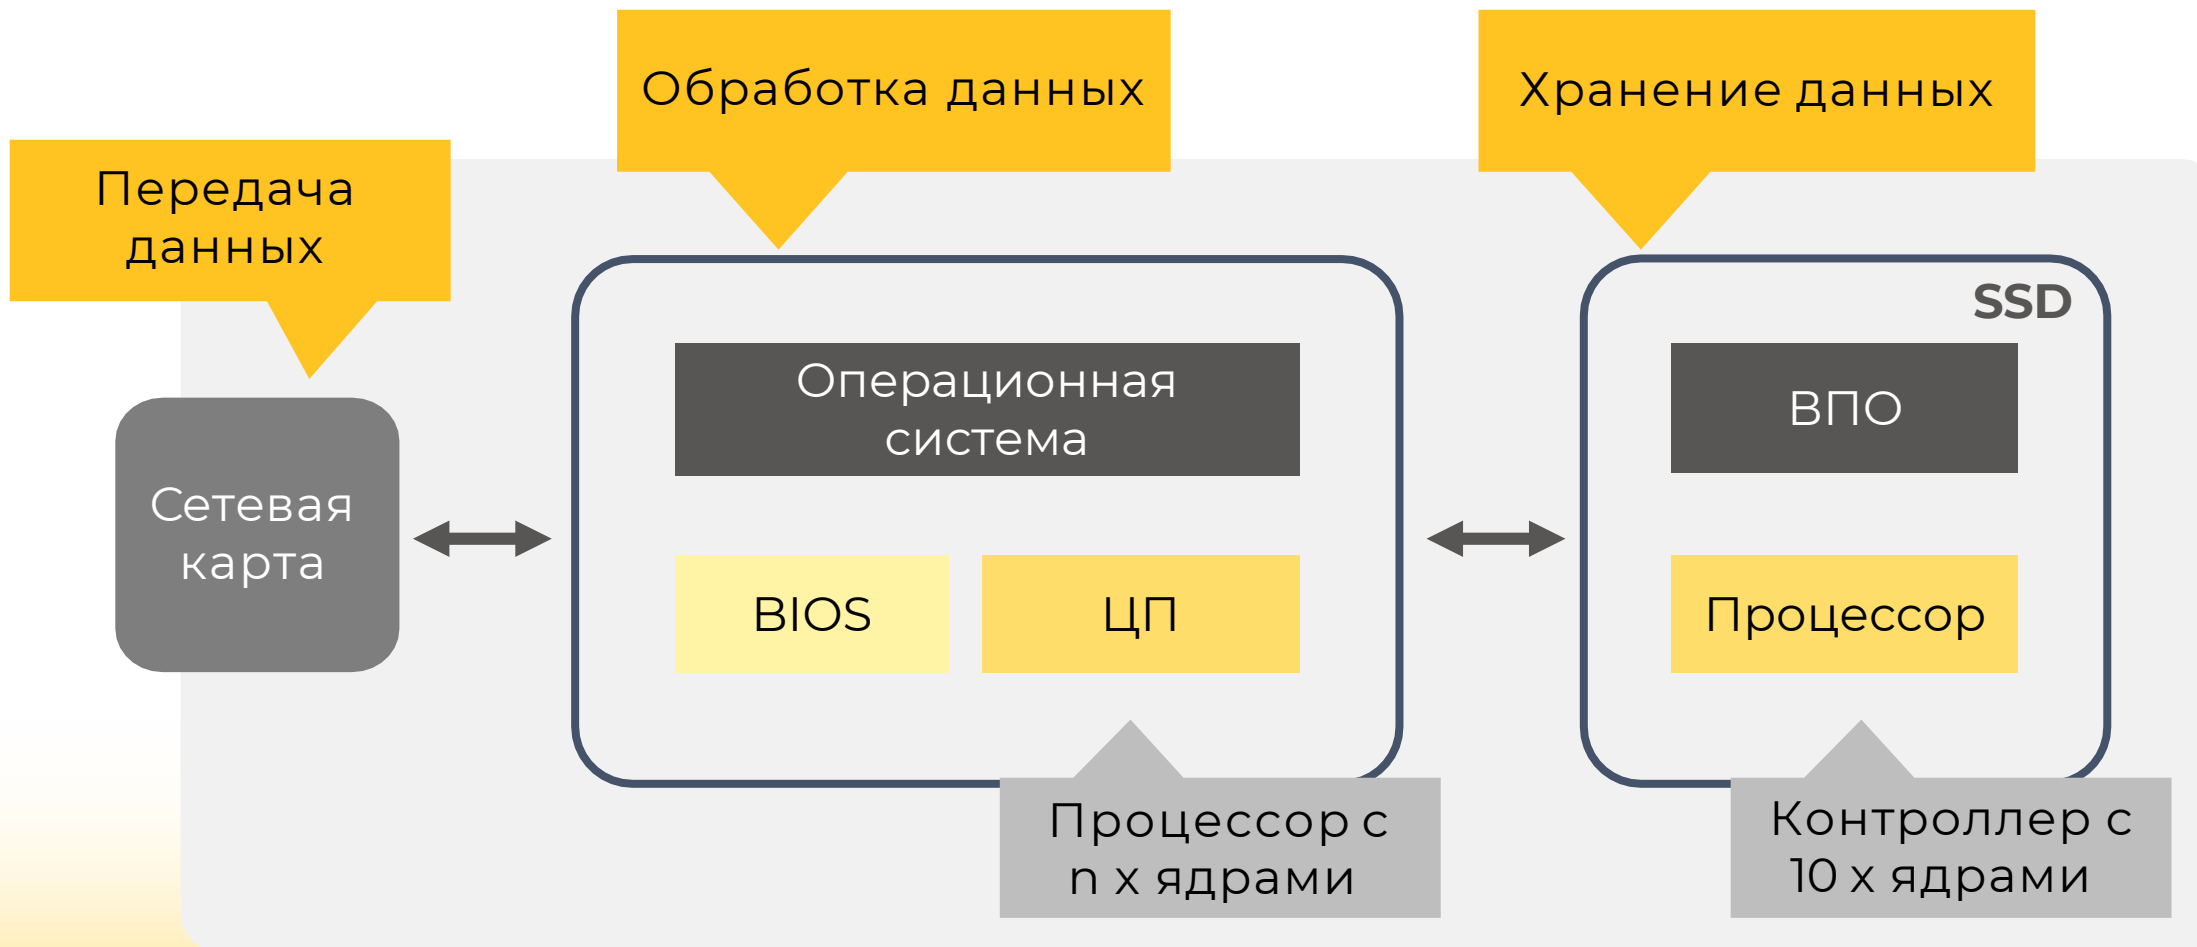 Обработка данных
Хранение данных
Передача
данных
SSD
Операционная
система
ВПО
Сетевая
карта
BIOS
ЦП
Процессор
Процессор с
n x ядрами
Контроллер с
10 x ядрами